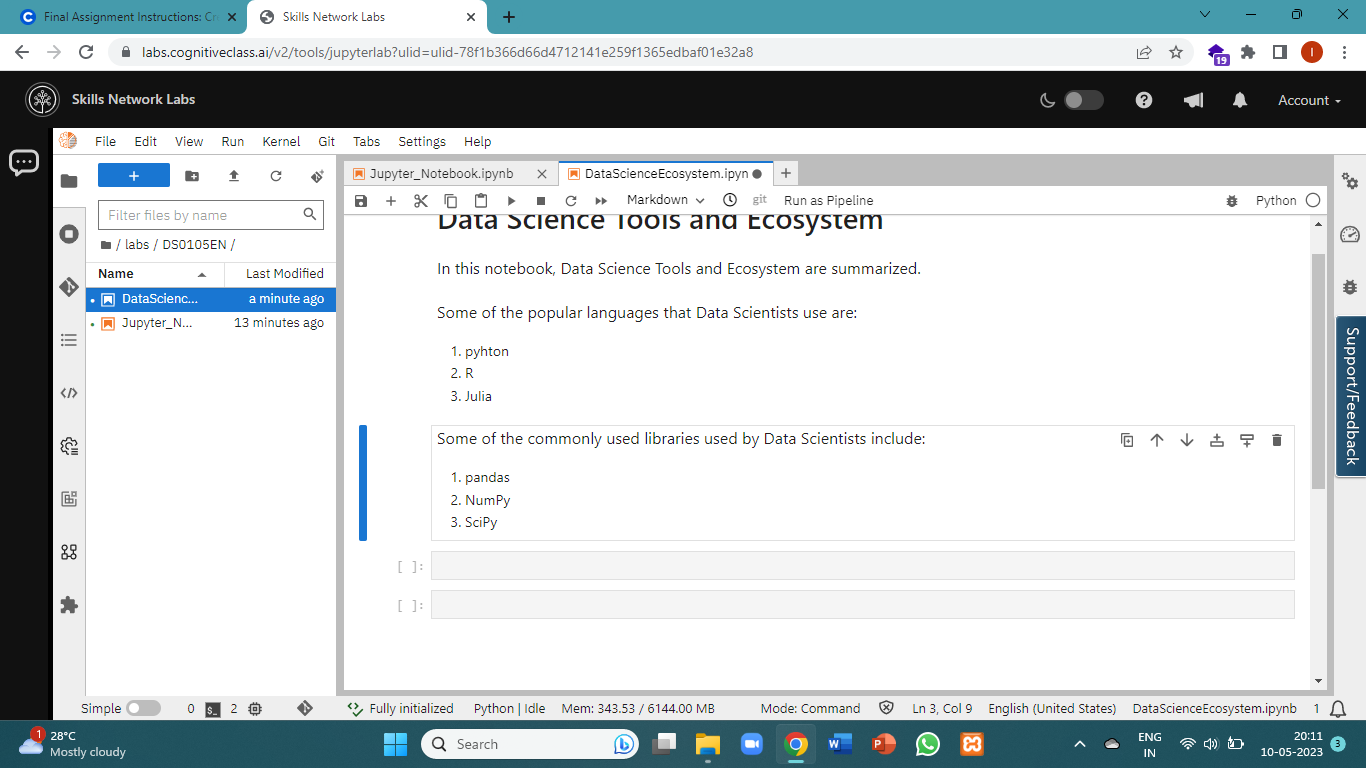 Final Assignment Instructions: Cr
Skills Network Labs
labs.cognitiveclass.ai/v2/tools/jupyterlab?ulid=ulid-78f1b366d66d4712141e259f1365edbaf01e32a8
19
I
Skills Network Labs
Account
File Edit View Run Kernel Git Tabs Settings Help
Filter files by name
/ labs / DS0105EN /
Name Last Modified
DataScienc... a minute ago
Jupyter_N... 13 minutes ago
Jupyter_Notebook.ipynb
DataScienceEcosystem.ipyn
Markdown git Run as Pipeline Python
Data Science Tools and Ecosystem
In this notebook, Data Science Tools and Ecosystem are summarized.
Some of the popular languages that Data Scientists use are:
1. pyhton
2. R
3. Julia
Some of the commonly used libraries used by Data Scientists include:
1. pandas
2. NumPy
3. SciPy
[ ]:
[ ]:
Support/Feedback
Simple 0 $_ 2 Fully initialized Python | Idle Mem: 343.53 / 6144.00 MB Mode: Command Ln 3, Col 9 English (United States) DataScienceEcosystem.ipynb 1
1
28°C
Mostly cloudy
Search
ENG
IN
20:11
10-05-2023
3